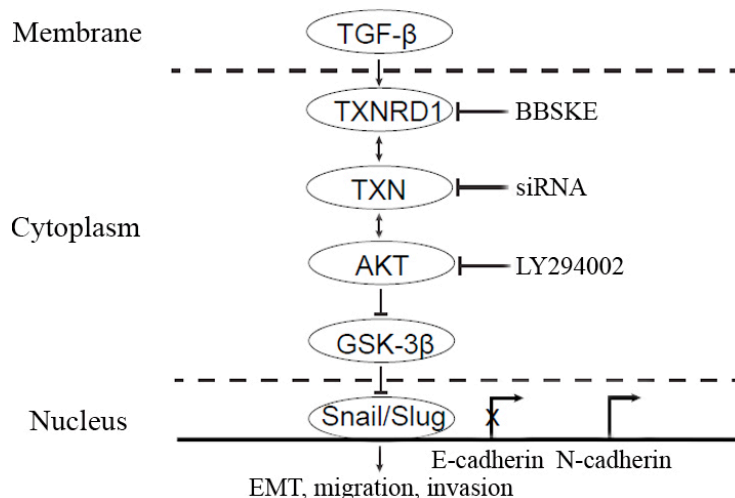 Membrane
TGF-β
TXNRD1
BBSKE
TXN
siRNA
Cytoplasm
AKT
LY294002
GSK-3β
Nucleus
Snail/Slug
X
E-cadherin N-cadherin
EMT, migration, invasion